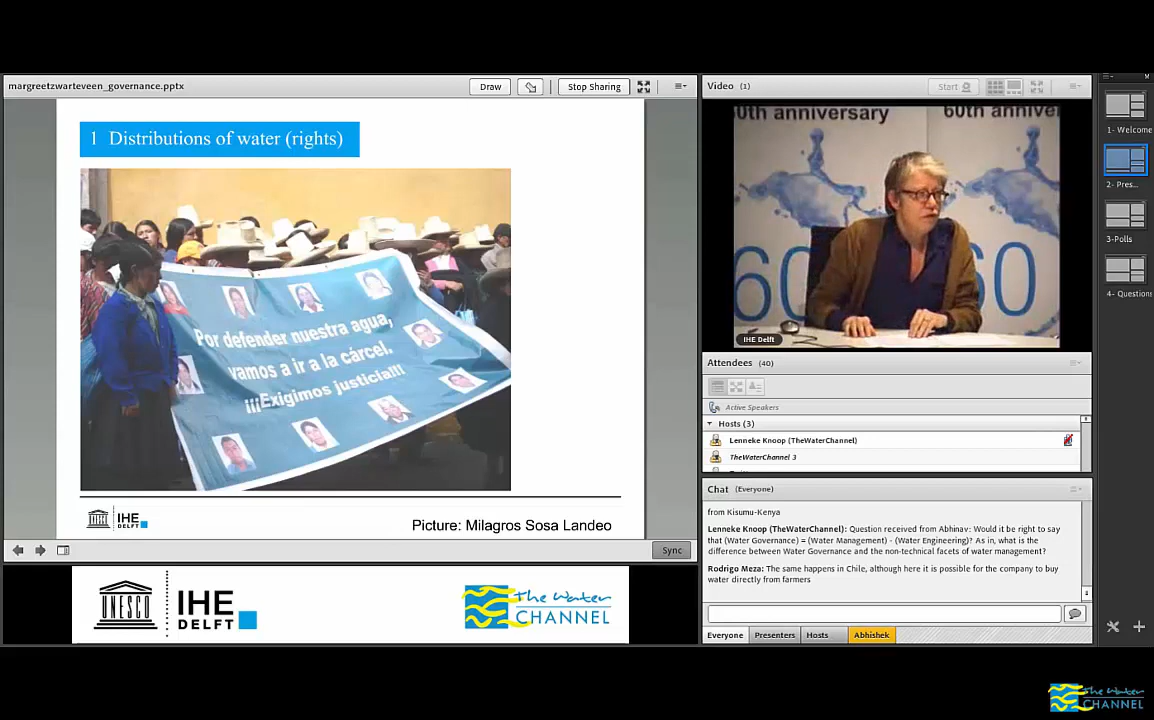 margreetzwarteveen_governance.pptx
Draw
Stop Sharing
1 Distributions of water (rights)
Por defender nuestra agua,
vamos a ir a la cárcel.
¡¡¡Exigimos justicia!!!
UNESCO
IHE
DELFT
Picture: Milagros Sosa Landeo
Sync
UNESCO
IHE
DELFT
The Water
CHANNEL
Video (1)
Start
0th anniversary
60th anniver
60
60
IHE Delft
Attendees (40)
Active Speakers
Hosts (3)
Lenneke Knoop (TheWaterChannel)
TheWaterChannel 3
Chat (Everyone)
from Kisumu-Kenya
Lenneke Knoop (TheWaterChannel): Question received from Abhinav: Would it be right to say
that (Water Governance) = (Water Management) - (Water Engineering)? As in, what is the
difference between Water Governance and the non-technical facets of water management?
Rodrigo Meza: The same happens in Chile, although here it is possible for the company to buy
water directly from farmers
Everyone
Presenters
Hosts
Abhishek
1- Welcome
2- Pres...
3-Polls
4- Questions
The Water
CHANNEL